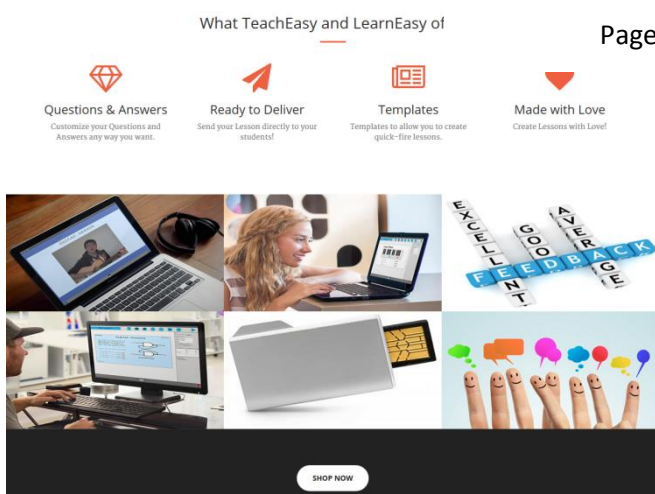 What TeachEasy and LearnEasy of
Page
Questions & Answers
Customize your Questions and
Answers any way you want.
Ready to Deliver
Send your Lesson directly to your
students!
Templates
Templates to allow you to create
quick-fire lessons.
Made with Love
Create Lessons with Love!
EXCELLENT
GOOD
AVERAGE
FEEDBACK
SHOP NOW